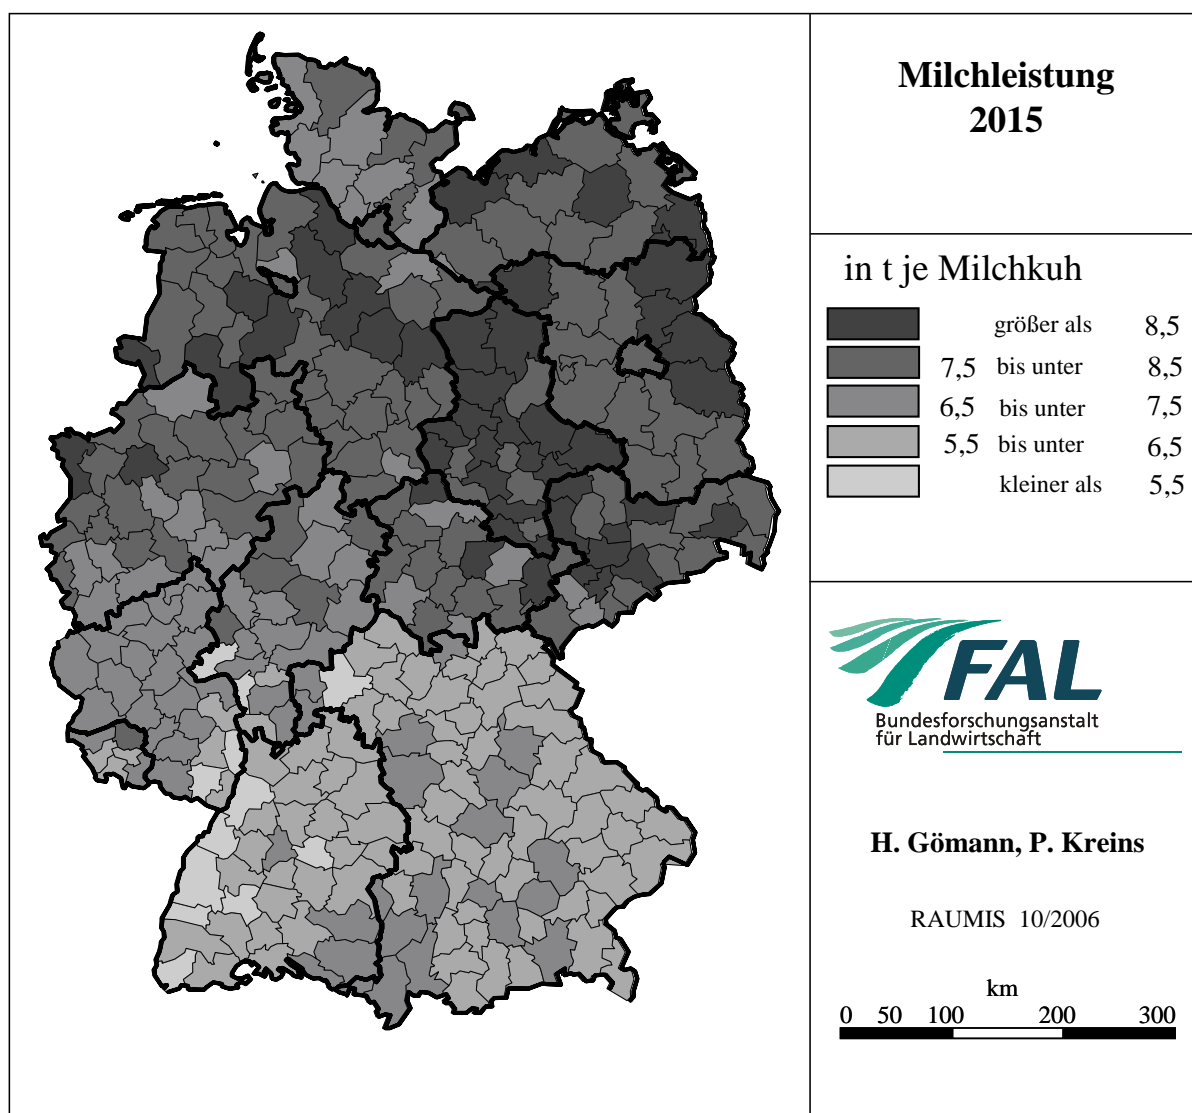 Milchleistung
2015
in t je Milchkuh
größer als 8,5
7,5 bis unter 8,5
6,5 bis unter 7,5
5,5 bis unter 6,5
kleiner als 5,5
FAL
Bundesforschungsanstalt
für Landwirtschaft
H. Gömann, P. Kreins
RAUMIS 10/2006
km
0 50 100 200 300